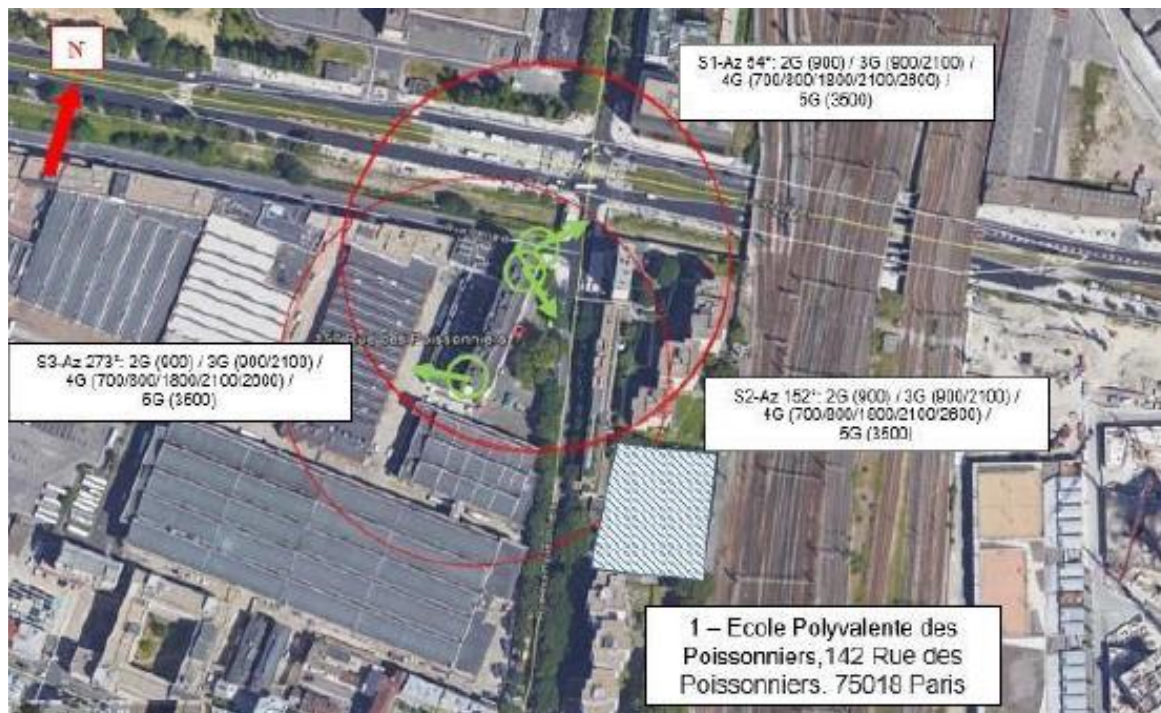 N
S1-Az 54°: 2G (900) / 3G (900/2100) /
4G (700/800/1800/2100/2600) /
5G (3500)
Rue des Poissonniers
S3-Az 273°: 2G (900) / 3G (900/2100) /
4G (700/800/1800/2100/2600) /
5G (3500)
S2-Az 152°: 2G (900) / 3G (900/2100) /
4G (700/800/1800/2100/2600) /
5G (3500)
1 – Ecole Polyvalente des
Poissonniers,142 Rue des
Poissonniers. 75018 Paris